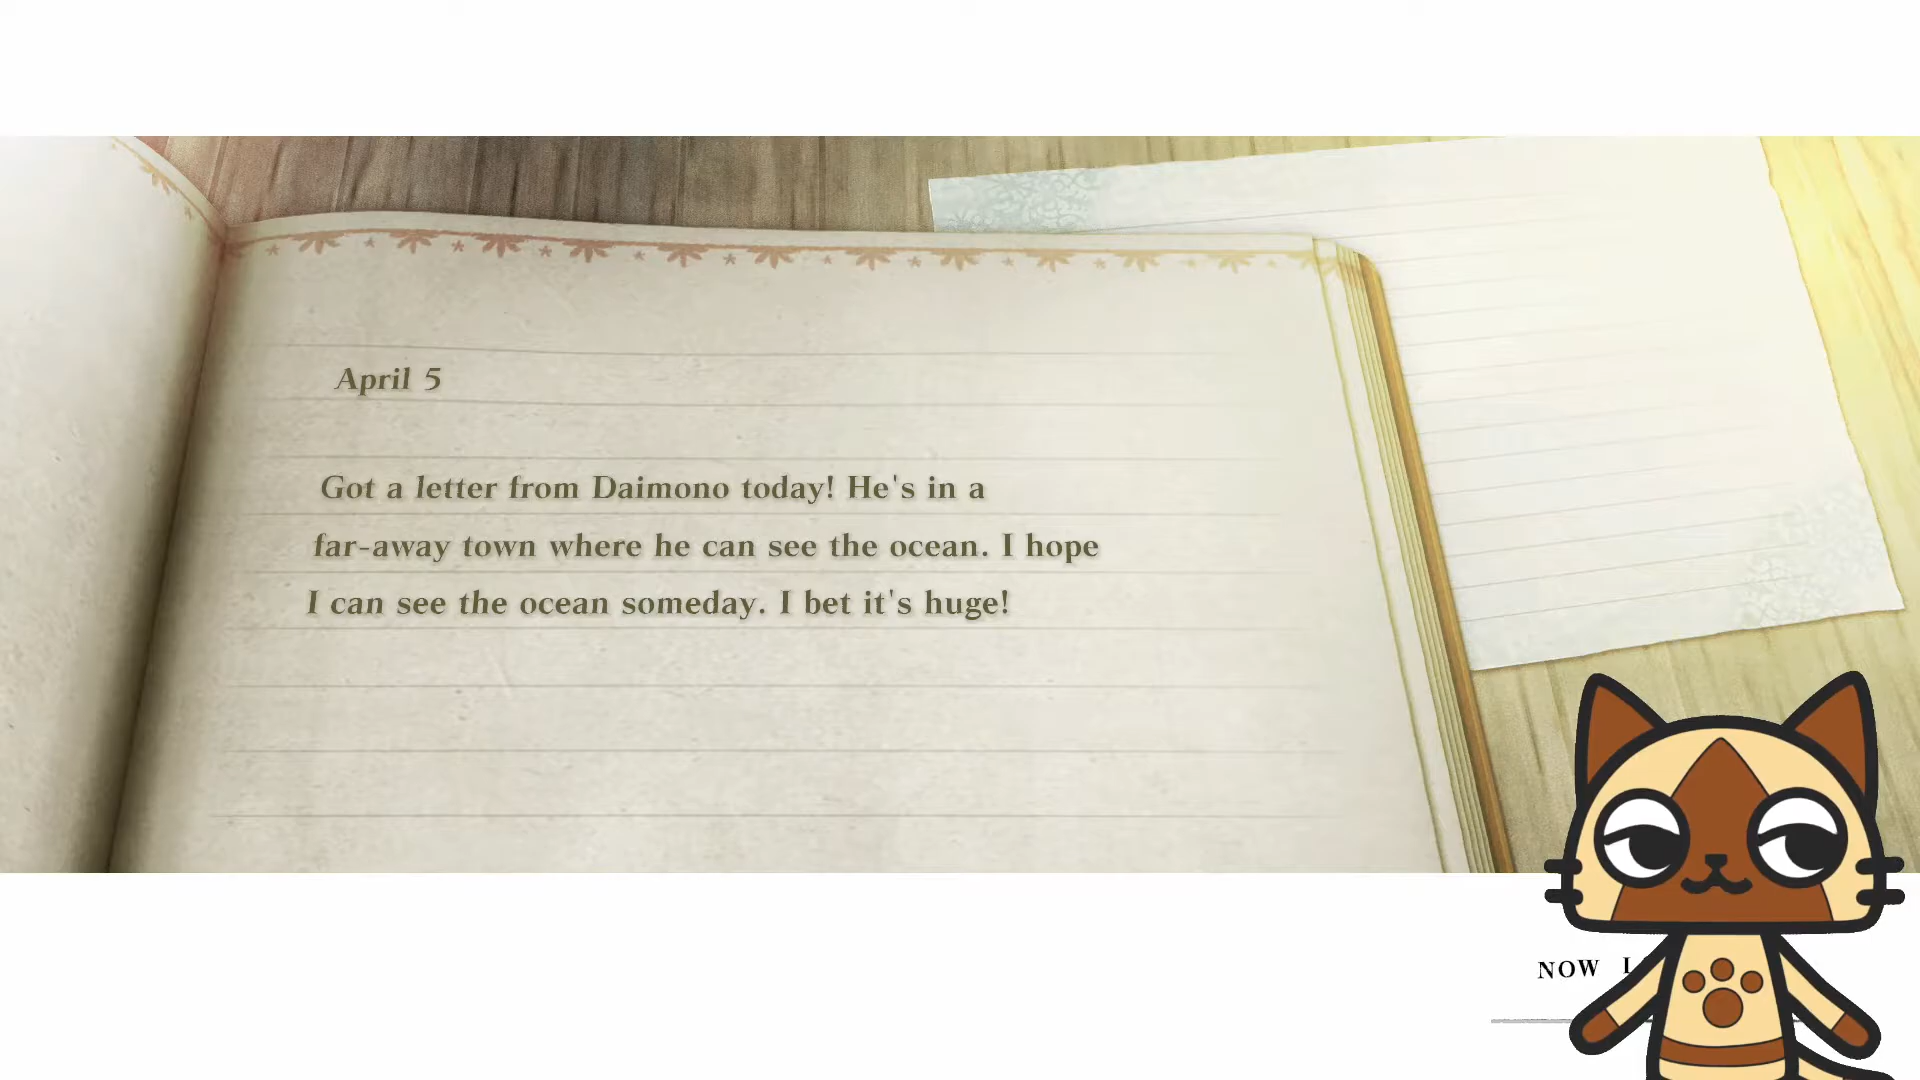 April 5
Got a letter from Daimono today! He's in a
far-away town where he can see the ocean. I hope
I can see the ocean someday. I bet it's huge!
NOW